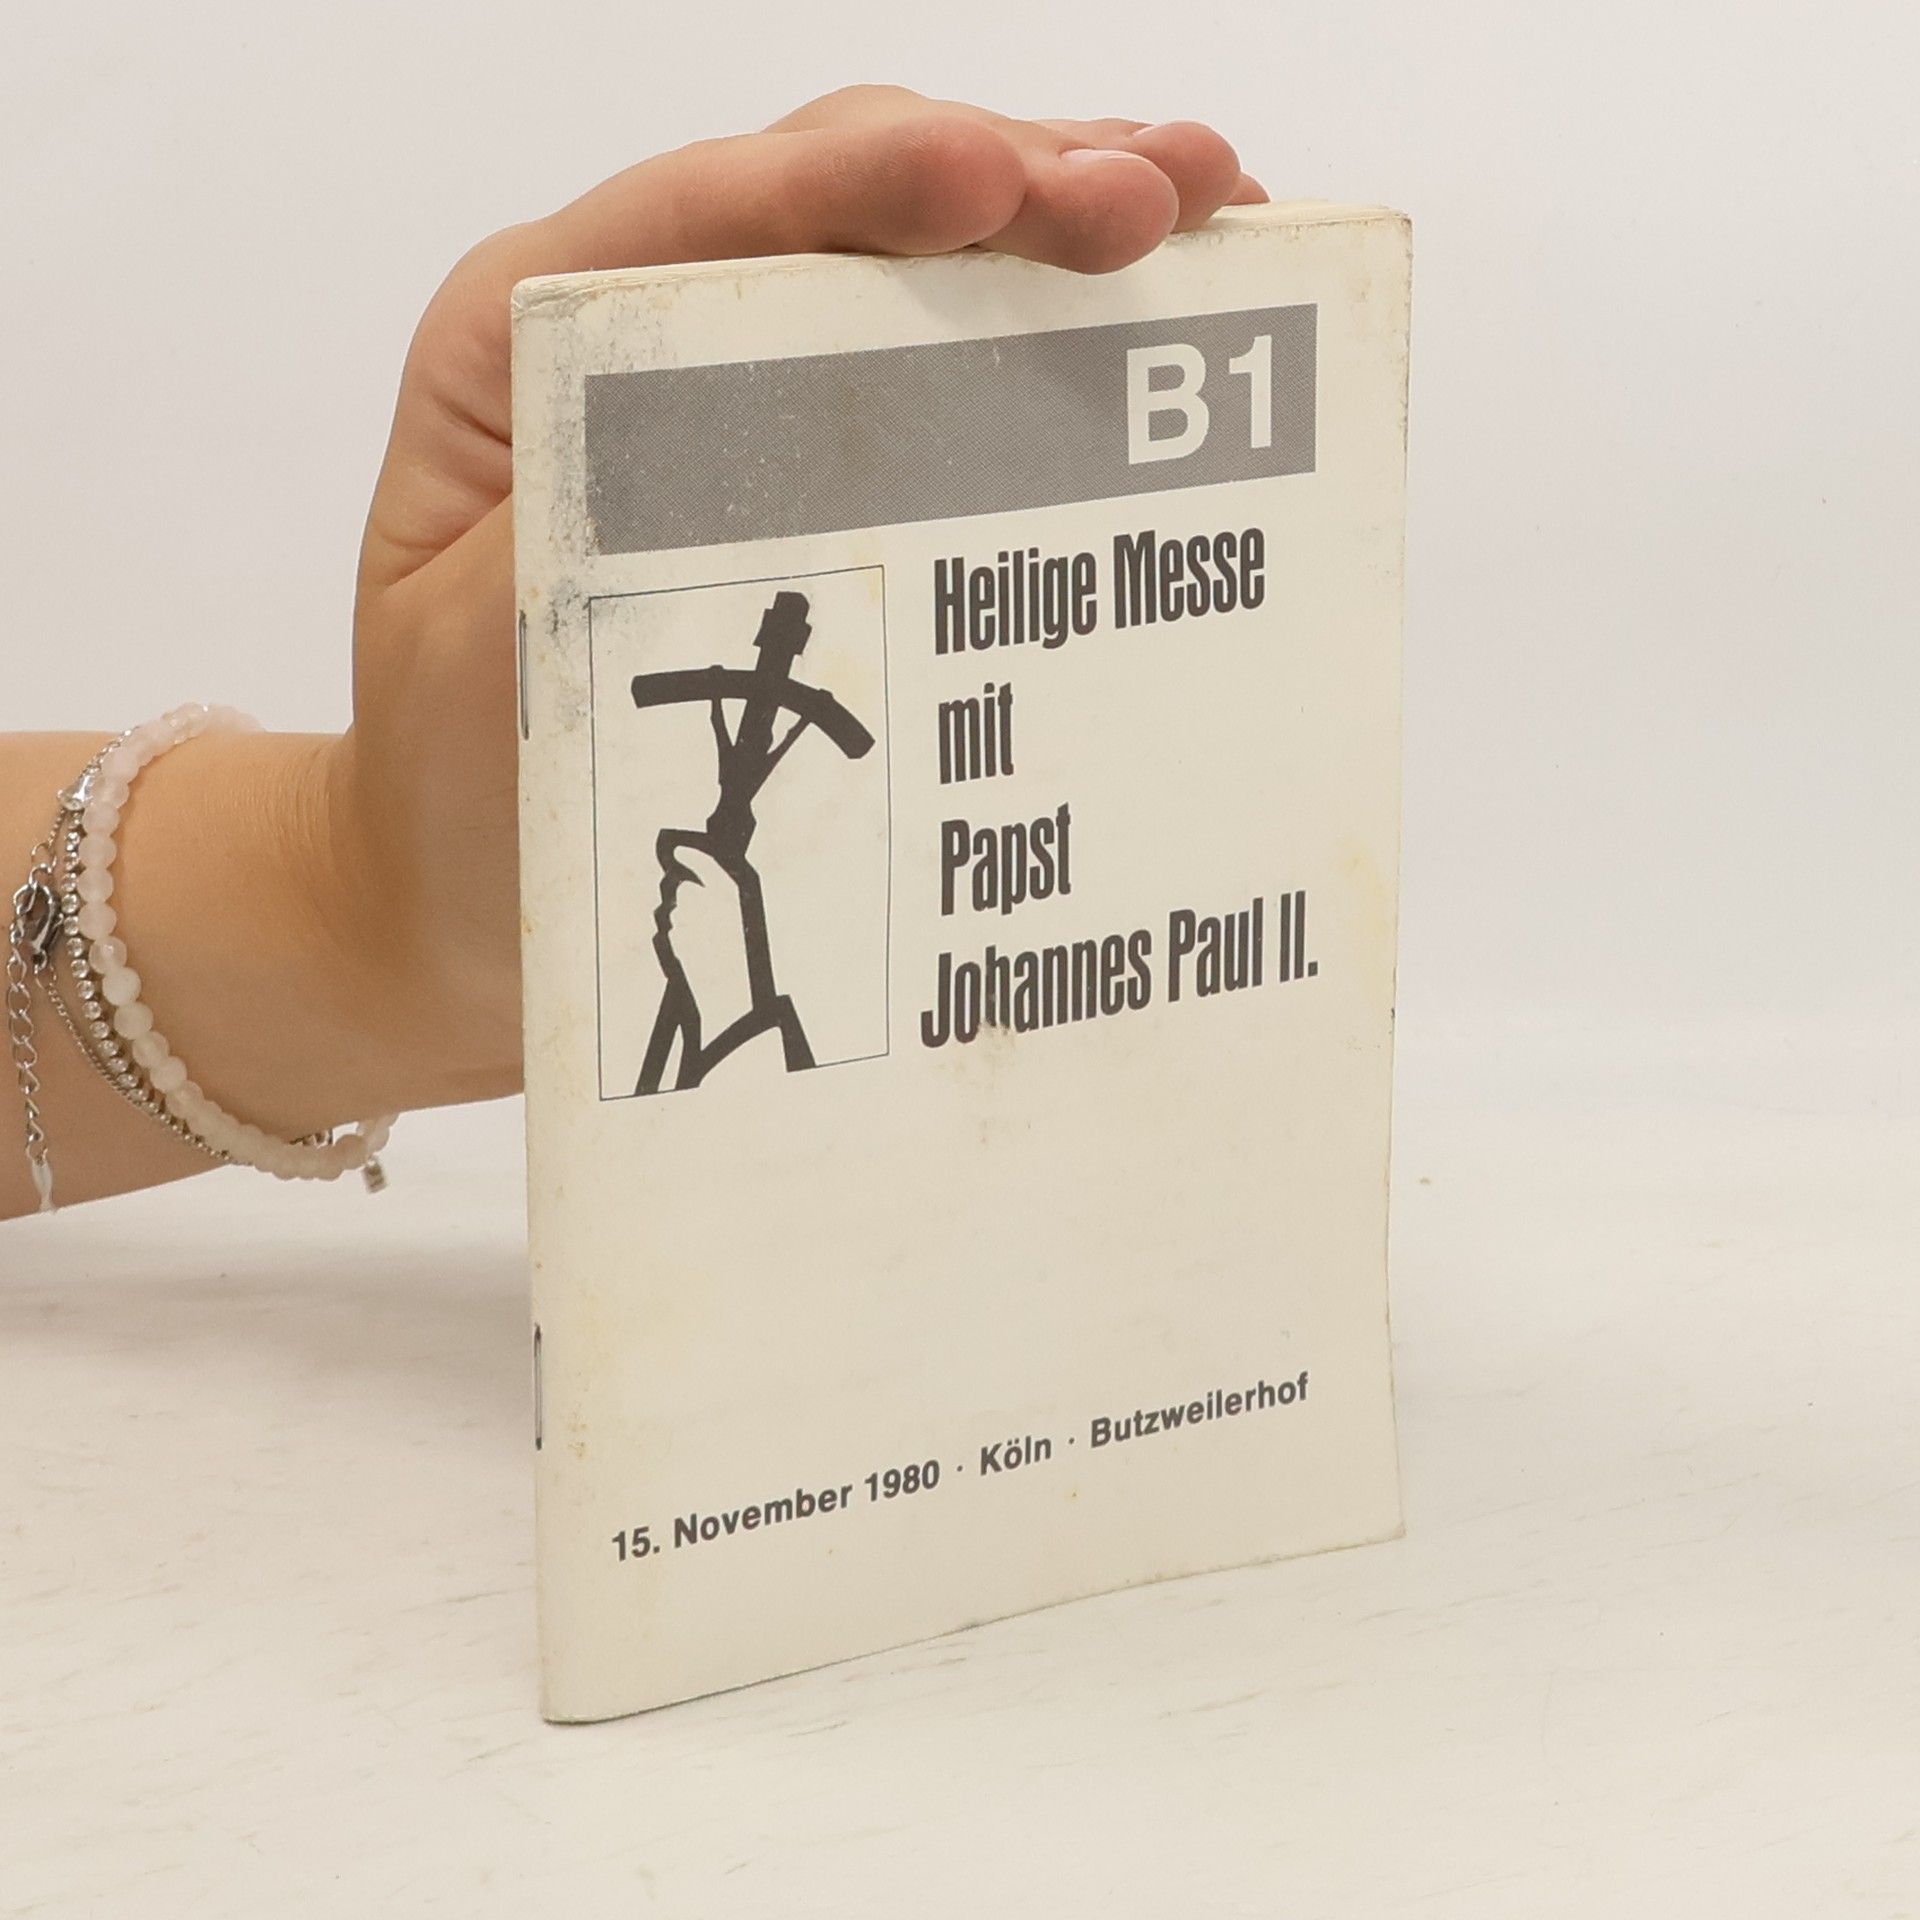 B1
Heilige Messe
mit
Papst
Johannes Paul II.
15. November 1980 · Köln · Butzweilerhof